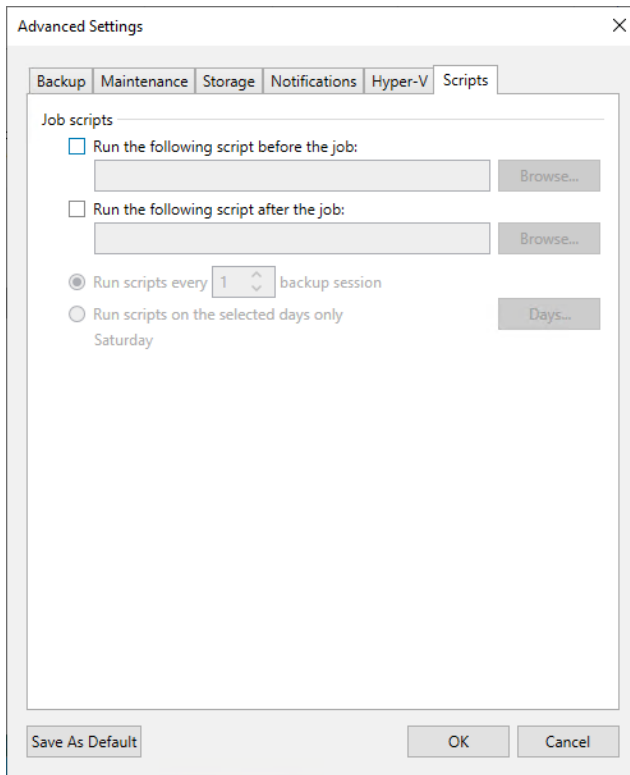 Advanced Settings
Backup Maintenance Storage Notifications Hyper-V Scripts
Job scripts
Run the following script before the job:
Browse...
Run the following script after the job:
Browse...
Run scripts every 1 backup session
Run scripts on the selected days only
Days...
Saturday
Save As Default OK Cancel